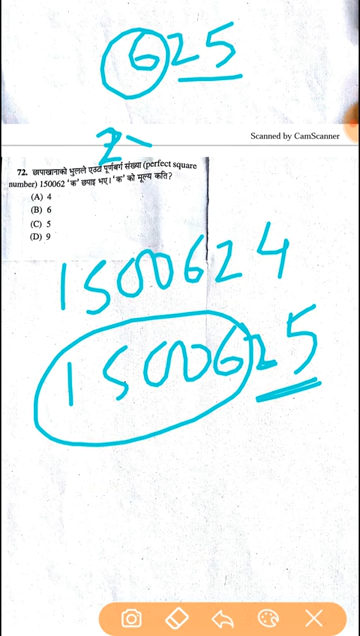 625
Scanned by CamScanner
72. छापाखानाको भुलले एउटा पूर्णवर्ग संख्या (perfect square
number) 150062 'क' छपाइ भए। 'क' को मूल्य कति?
(A) 4
(B) 6
(C) 5
(D) 9
1500624
1500625